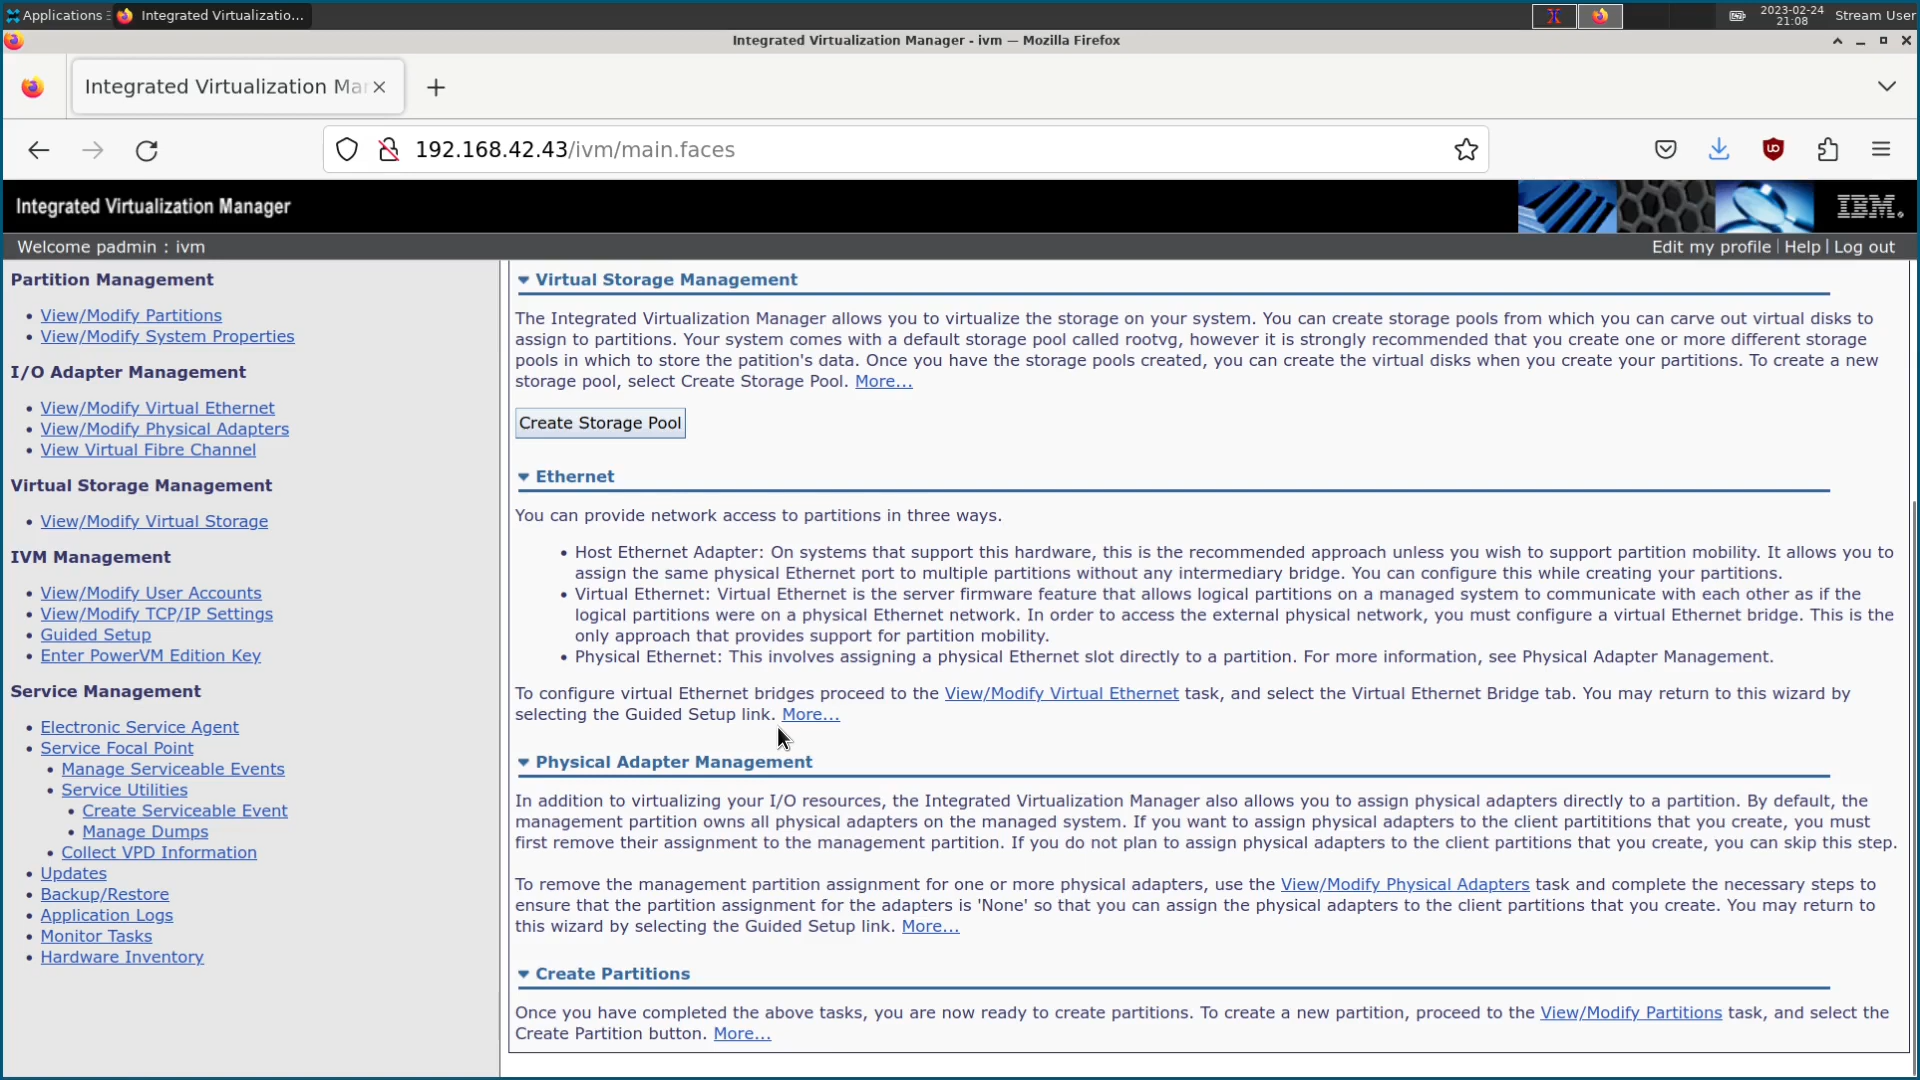 Applications
Integrated Virtualizatio...
2023-02-24
21:08
Stream User
Integrated Virtualization Manager - ivm — Mozilla Firefox
Integrated Virtualization Ma
192.168.42.43/ivm/main.faces
Integrated Virtualization Manager
IBM.
Welcome padmin : ivm
Edit my profile | Help | Log out
Partition Management
• View/Modify Partitions
• View/Modify System Properties
I/O Adapter Management
• View/Modify Virtual Ethernet
• View/Modify Physical Adapters
• View Virtual Fibre Channel
Virtual Storage Management
• View/Modify Virtual Storage
IVM Management
• View/Modify User Accounts
• View/Modify TCP/IP Settings
• Guided Setup
• Enter PowerVM Edition Key
Service Management
• Electronic Service Agent
• Service Focal Point
• Manage Serviceable Events
• Service Utilities
• Create Serviceable Event
• Manage Dumps
• Collect VPD Information
• Updates
• Backup/Restore
• Application Logs
• Monitor Tasks
• Hardware Inventory
Virtual Storage Management
The Integrated Virtualization Manager allows you to virtualize the storage on your system. You can create storage pools from which you can carve out virtual disks to
assign to partitions. Your system comes with a default storage pool called rootvg, however it is strongly recommended that you create one or more different storage
pools in which to store the patition's data. Once you have the storage pools created, you can create the virtual disks when you create your partitions. To create a new
storage pool, select Create Storage Pool. More...
Create Storage Pool
Ethernet
You can provide network access to partitions in three ways.
• Host Ethernet Adapter: On systems that support this hardware, this is the recommended approach unless you wish to support partition mobility. It allows you to
assign the same physical Ethernet port to multiple partitions without any intermediary bridge. You can configure this while creating your partitions.
• Virtual Ethernet: Virtual Ethernet is the server firmware feature that allows logical partitions on a managed system to communicate with each other as if the
logical partitions were on a physical Ethernet network. In order to access the external physical network, you must configure a virtual Ethernet bridge. This is the
only approach that provides support for partition mobility.
• Physical Ethernet: This involves assigning a physical Ethernet slot directly to a partition. For more information, see Physical Adapter Management.
To configure virtual Ethernet bridges proceed to the View/Modify Virtual Ethernet task, and select the Virtual Ethernet Bridge tab. You may return to this wizard by
selecting the Guided Setup link. More...
Physical Adapter Management
In addition to virtualizing your I/O resources, the Integrated Virtualization Manager also allows you to assign physical adapters directly to a partition. By default, the
management partition owns all physical adapters on the managed system. If you want to assign physical adapters to the client partitions that you create, you must
first remove their assignment to the management partition. If you do not plan to assign physical adapters to the client partitions that you create, you can skip this step.
To remove the management partition assignment for one or more physical adapters, use the View/Modify Physical Adapters task and complete the necessary steps to
ensure that the partition assignment for the adapters is 'None' so that you can assign the physical adapters to the client partitions that you create. You may return to
this wizard by selecting the Guided Setup link. More...
Create Partitions
Once you have completed the above tasks, you are now ready to create partitions. To create a new partition, proceed to the View/Modify Partitions task, and select the
Create Partition button. More...